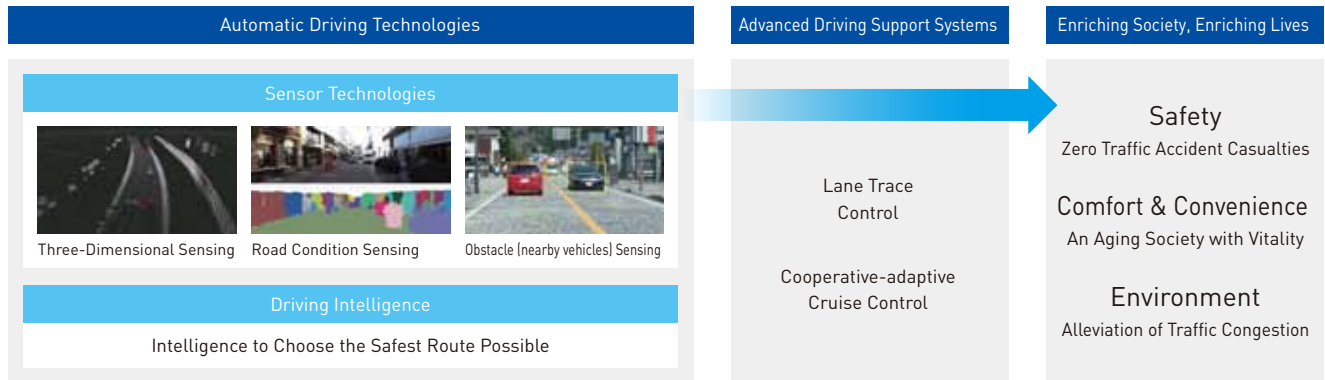 Automatic Driving Technologies
Sensor Technologies
Three-Dimensional Sensing
Road Condition Sensing
Obstacle (nearby vehicles) Sensing
Driving Intelligence
Intelligence to Choose the Safest Route Possible
Advanced Driving Support Systems
Lane Trace
Control
Cooperative-adaptive
Cruise Control
Enriching Society, Enriching Lives
Safety
Zero Traffic Accident Casualties
Comfort & Convenience
An Aging Society with Vitality
Environment
Alleviation of Traffic Congestion